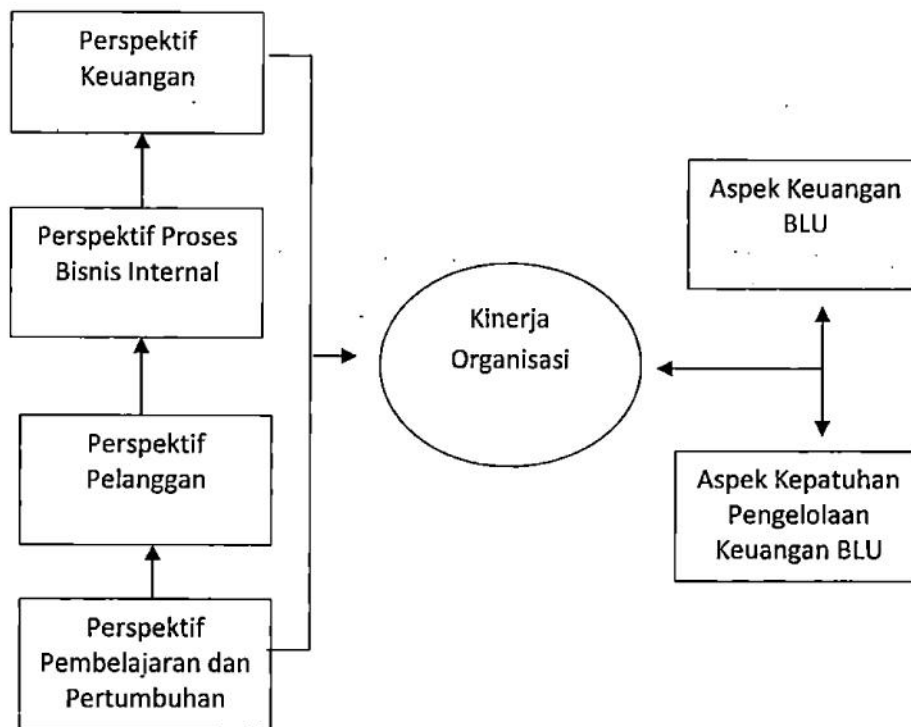 Perspektif
Keuangan
Perspektif Proses
Bisnis Internal
Perspektif
Pelanggan
Perspektif
Pembelajaran dan
Pertumbuhan
Kinerja
Organisasi
Aspek Keuangan
BLU
Aspek Kepatuhan
Pengelolaan
Keuangan BLU